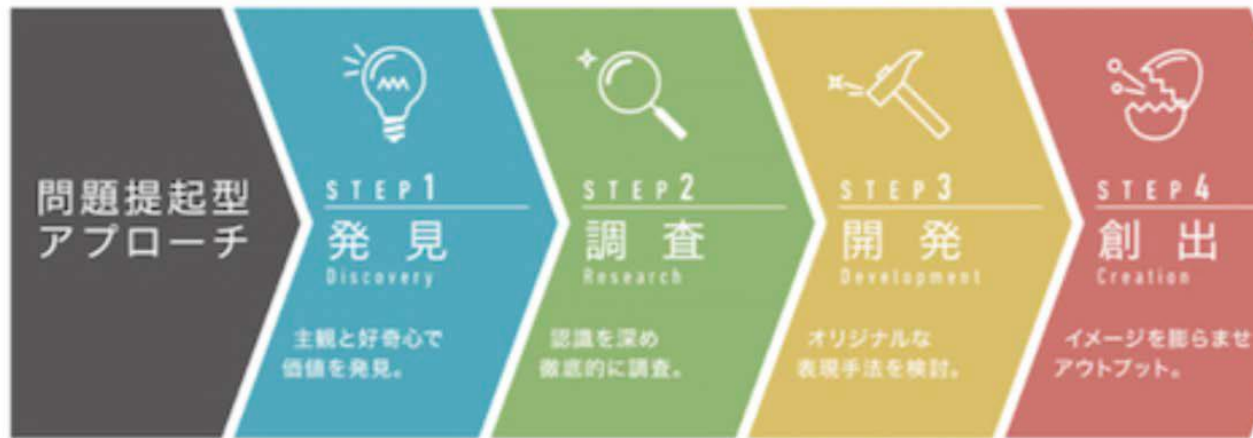 問題提起型
アプローチ
STEP1
発見
Discovery
主観と好奇心で
価値を発見。
STEP2
調査
Research
認識を深め
徹底的に調査。
STEP3
開発
Development
オリジナルな
表現手法を検討。
STEP4
創出
Creation
イメージを膨らませ
アウトプット。